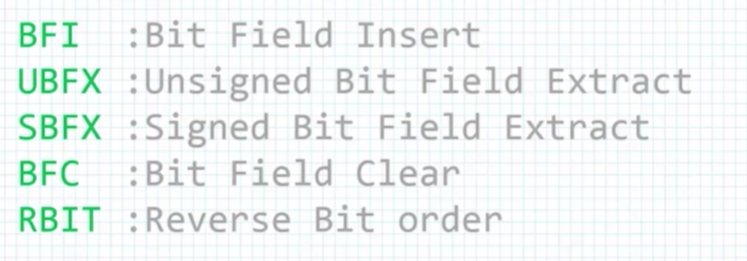 BFI  :Bit Field Insert
UBFX :Unsigned Bit Field Extract
SBFX :Signed Bit Field Extract
BFC  :Bit Field Clear
RBIT :Reverse Bit order